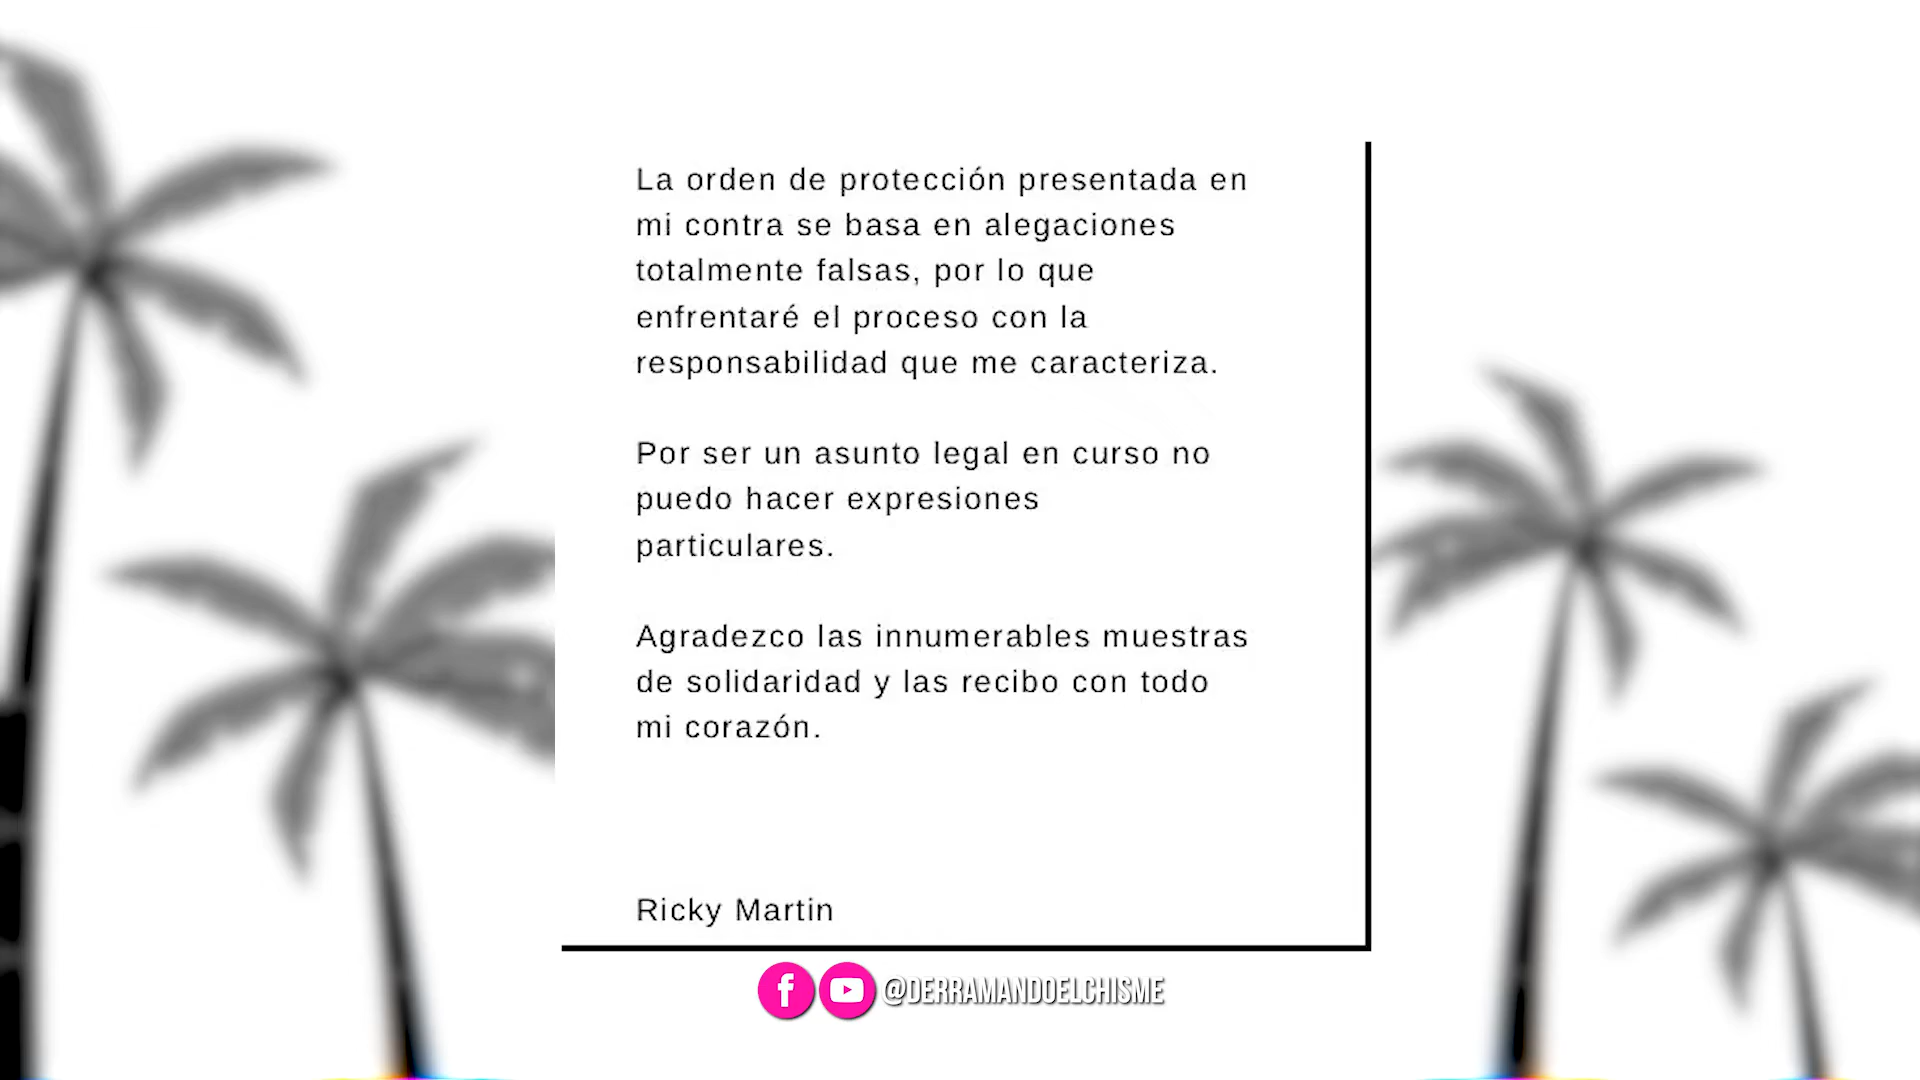 La orden de protección presentada en
mi contra se basa en alegaciones
totalmente falsas, por lo que
enfrentaré el proceso con la
responsabilidad que me caracteriza.
Por ser un asunto legal en curso no
puedo hacer expresiones
particulares.
Agradezco las innumerables muestras
de solidaridad y las recibo con todo
mi corazón.
Ricky Martin
@DERRAMANDOELCHISME